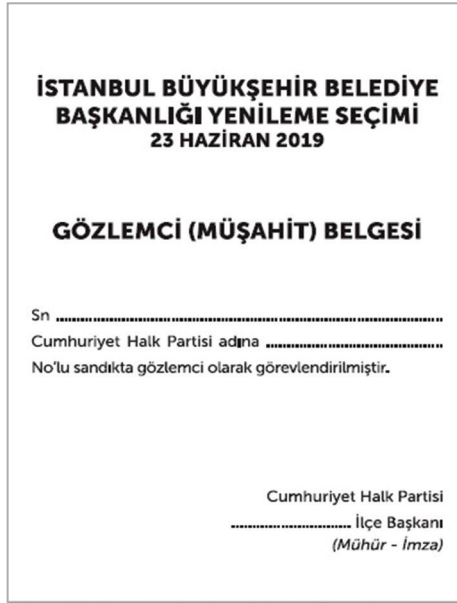 İSTANBUL BÜYÜKŞEHİR BELEDİYE
BAŞKANLIĞI YENİLEME SEÇİMİ
23 HAZİRAN 2019
GÖZLEMCİ (MÜŞAHİT) BELGESİ
Sn ................................................................
Cumhuriyet Halk Partisi adına ................................
No'lu sandıkta gözlemci olarak görevlendirilmiştir.
Cumhuriyet Halk Partisi
............................ İlçe Başkanı
(Mühür - İmza)